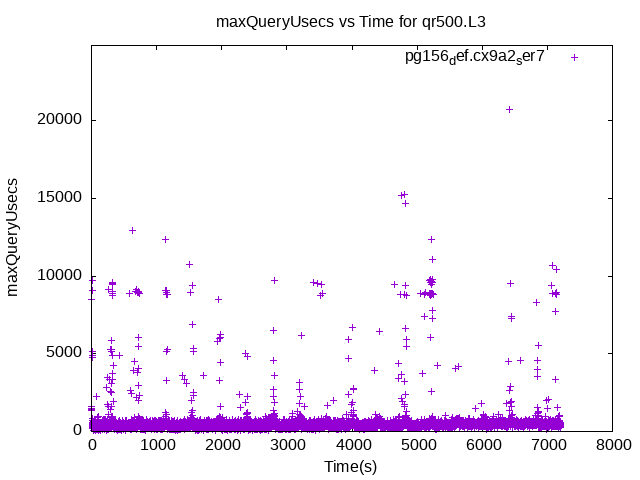 maxQueryUsecs vs Time for qr500.L3
pg156def.cx9a2ser7
maxQueryUsecs
20000
15000
10000
5000
0
0 1000 2000 3000 4000 5000 6000 7000 8000
Time(s)